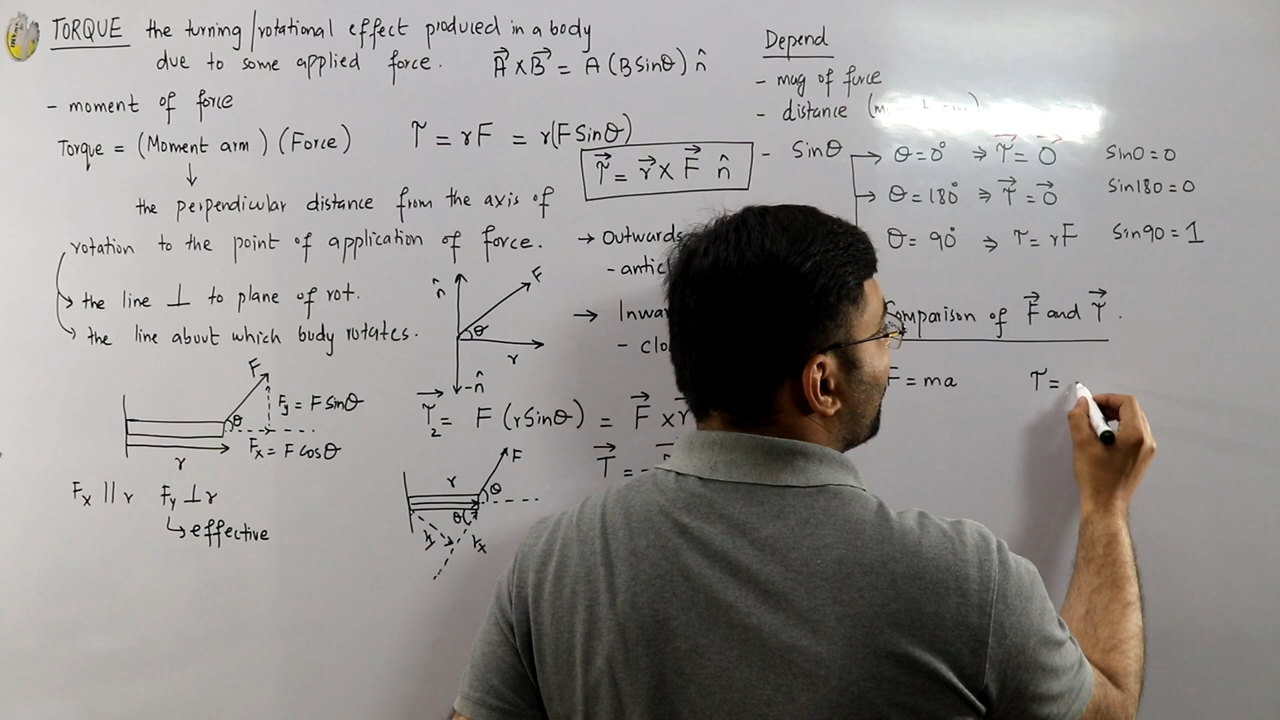 TORQUE the turning/rotational effect produced in a body
due to some applied force. A⃗ × B⃗ = A (B Sinθ) n̂
- moment of force
Torque = (Moment arm) (Force) τ = rF = r(F Sinθ)
τ⃗ = r⃗ × F⃗ n̂
↓
the perpendicular distance from the axis of
rotation to the point of application of force.
→ the line ⊥ to plane of rot.
→ the line about which body rotates.
n̂ F
θ
r
-n̂
F
θ Fy = F sinθ
Fx = F cosθ
r
Fx || r Fy ⊥ r
↳ effective
→ Outwards
-
→ Inwa
-
τ⃗₂ = F (r Sinθ) = F⃗ ×
τ⃗ = -
F
r θ
θ
rx
Depend
- mag of force
- distance
- Sinθ → θ = 0° ⇒ τ⃗ = 0⃗ Sin0 = 0
→ θ = 180° ⇒ τ⃗ = 0⃗ Sin180 = 0
θ = 90° ⇒ τ = rF Sin90 = 1
Comparison of F⃗ and τ⃗.
F = ma τ =